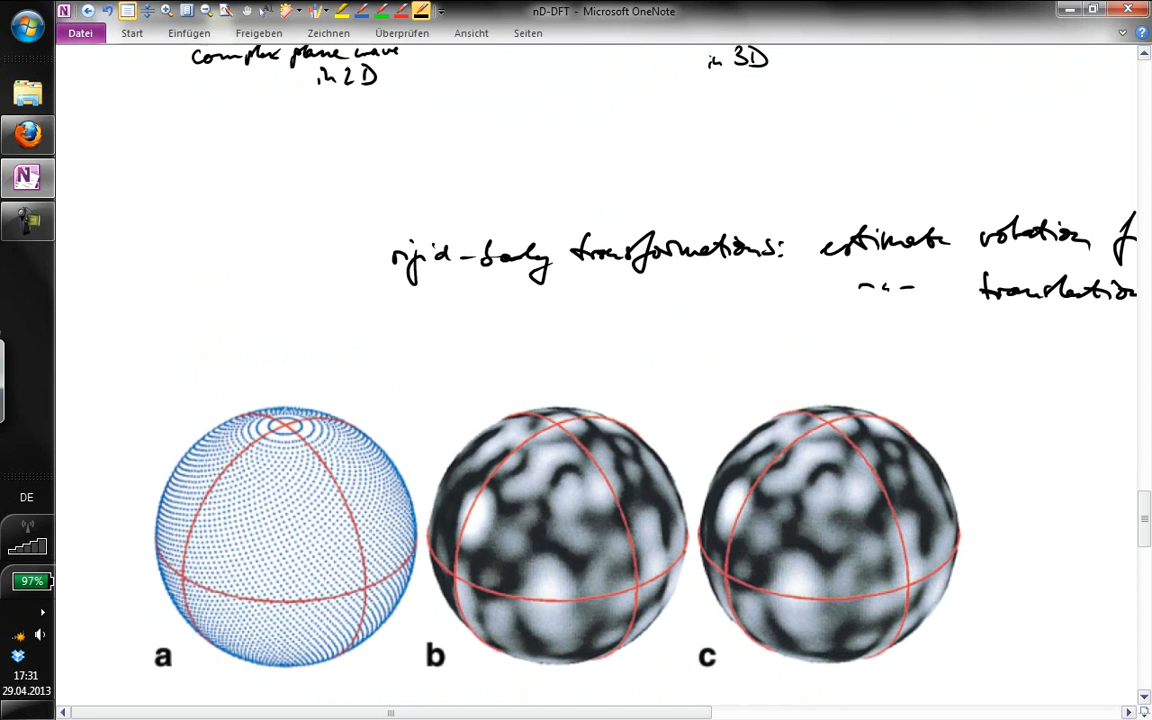 nD-DFT - Microsoft OneNote
Datei Start Einfügen Freigeben Zeichnen Überprüfen Ansicht Seiten
complex plane wave
in 2D
in 3D
rigid-body transformations: estimate rotation f
translation
a b c
DE
97%
17:31
29.04.2013